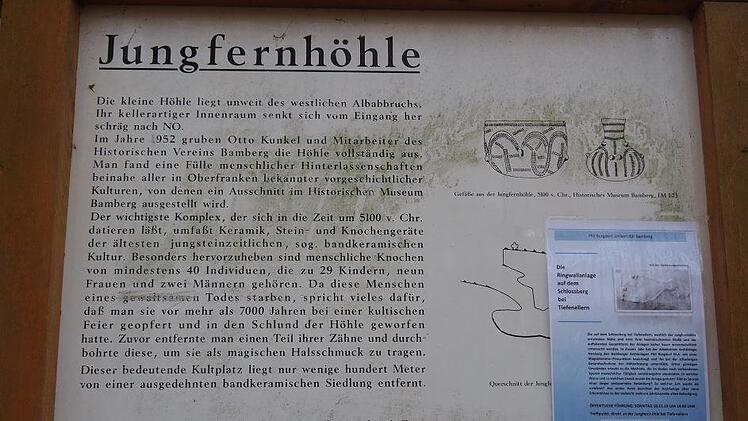 Jungfernhöhle
Die kleine Höhle liegt unweit des westlichen Albabbruchs.
Ihr kellerartiger Innenraum senkt sich vom Eingang her
schräg nach NO.
Im Jahre 1952 gruben Otto Kunkel und Mitarbeiter des
Historischen Vereins Bamberg die Höhle vollständig aus.
Man fand eine Fülle menschlicher Hinterlassenschaften
beinahe aller in Oberfranken bekannter vorgeschichtlicher
Kulturen, von denen ein Ausschnitt im Historischen Museum
Bamberg ausgestellt wird.
Der wichtigste Komplex, der sich in die Zeit um 5100 v. Chr.
datieren läßt, umfaßt Keramik, Stein- und Knochengeräte
der ältesten jungsteinzeitlichen, sog. bandkeramischen
Kultur. Besonders hervorzuheben sind menschliche Knochen
von mindestens 40 Individuen, die zu 29 Kindern, neun
Frauen und zwei Männern gehören. Da diese Menschen
eines gewaltsamen Todes starben, spricht vieles dafür,
daß man sie vor mehr als 7000 Jahren bei einer kultischen
Feier geopfert und in den Schlund der Höhle geworfen
hatte. Zuvor entfernte man einen Teil ihrer Zähne und durch-
bohrte diese, um sie als magischen Halsschmuck zu tragen.
Dieser bedeutende Kultplatz liegt nur wenige hundert Meter
von einer ausgedehnten bandkeramischen Siedlung entfernt.
Gefäße aus der Jungfernhöhle, 5100 v. Chr., Historisches Museum Bamberg, (M 1:2)
Querschnitt der
Die
Ringwallanlage
auf dem
Schlossberg
bei
Tiefenellern